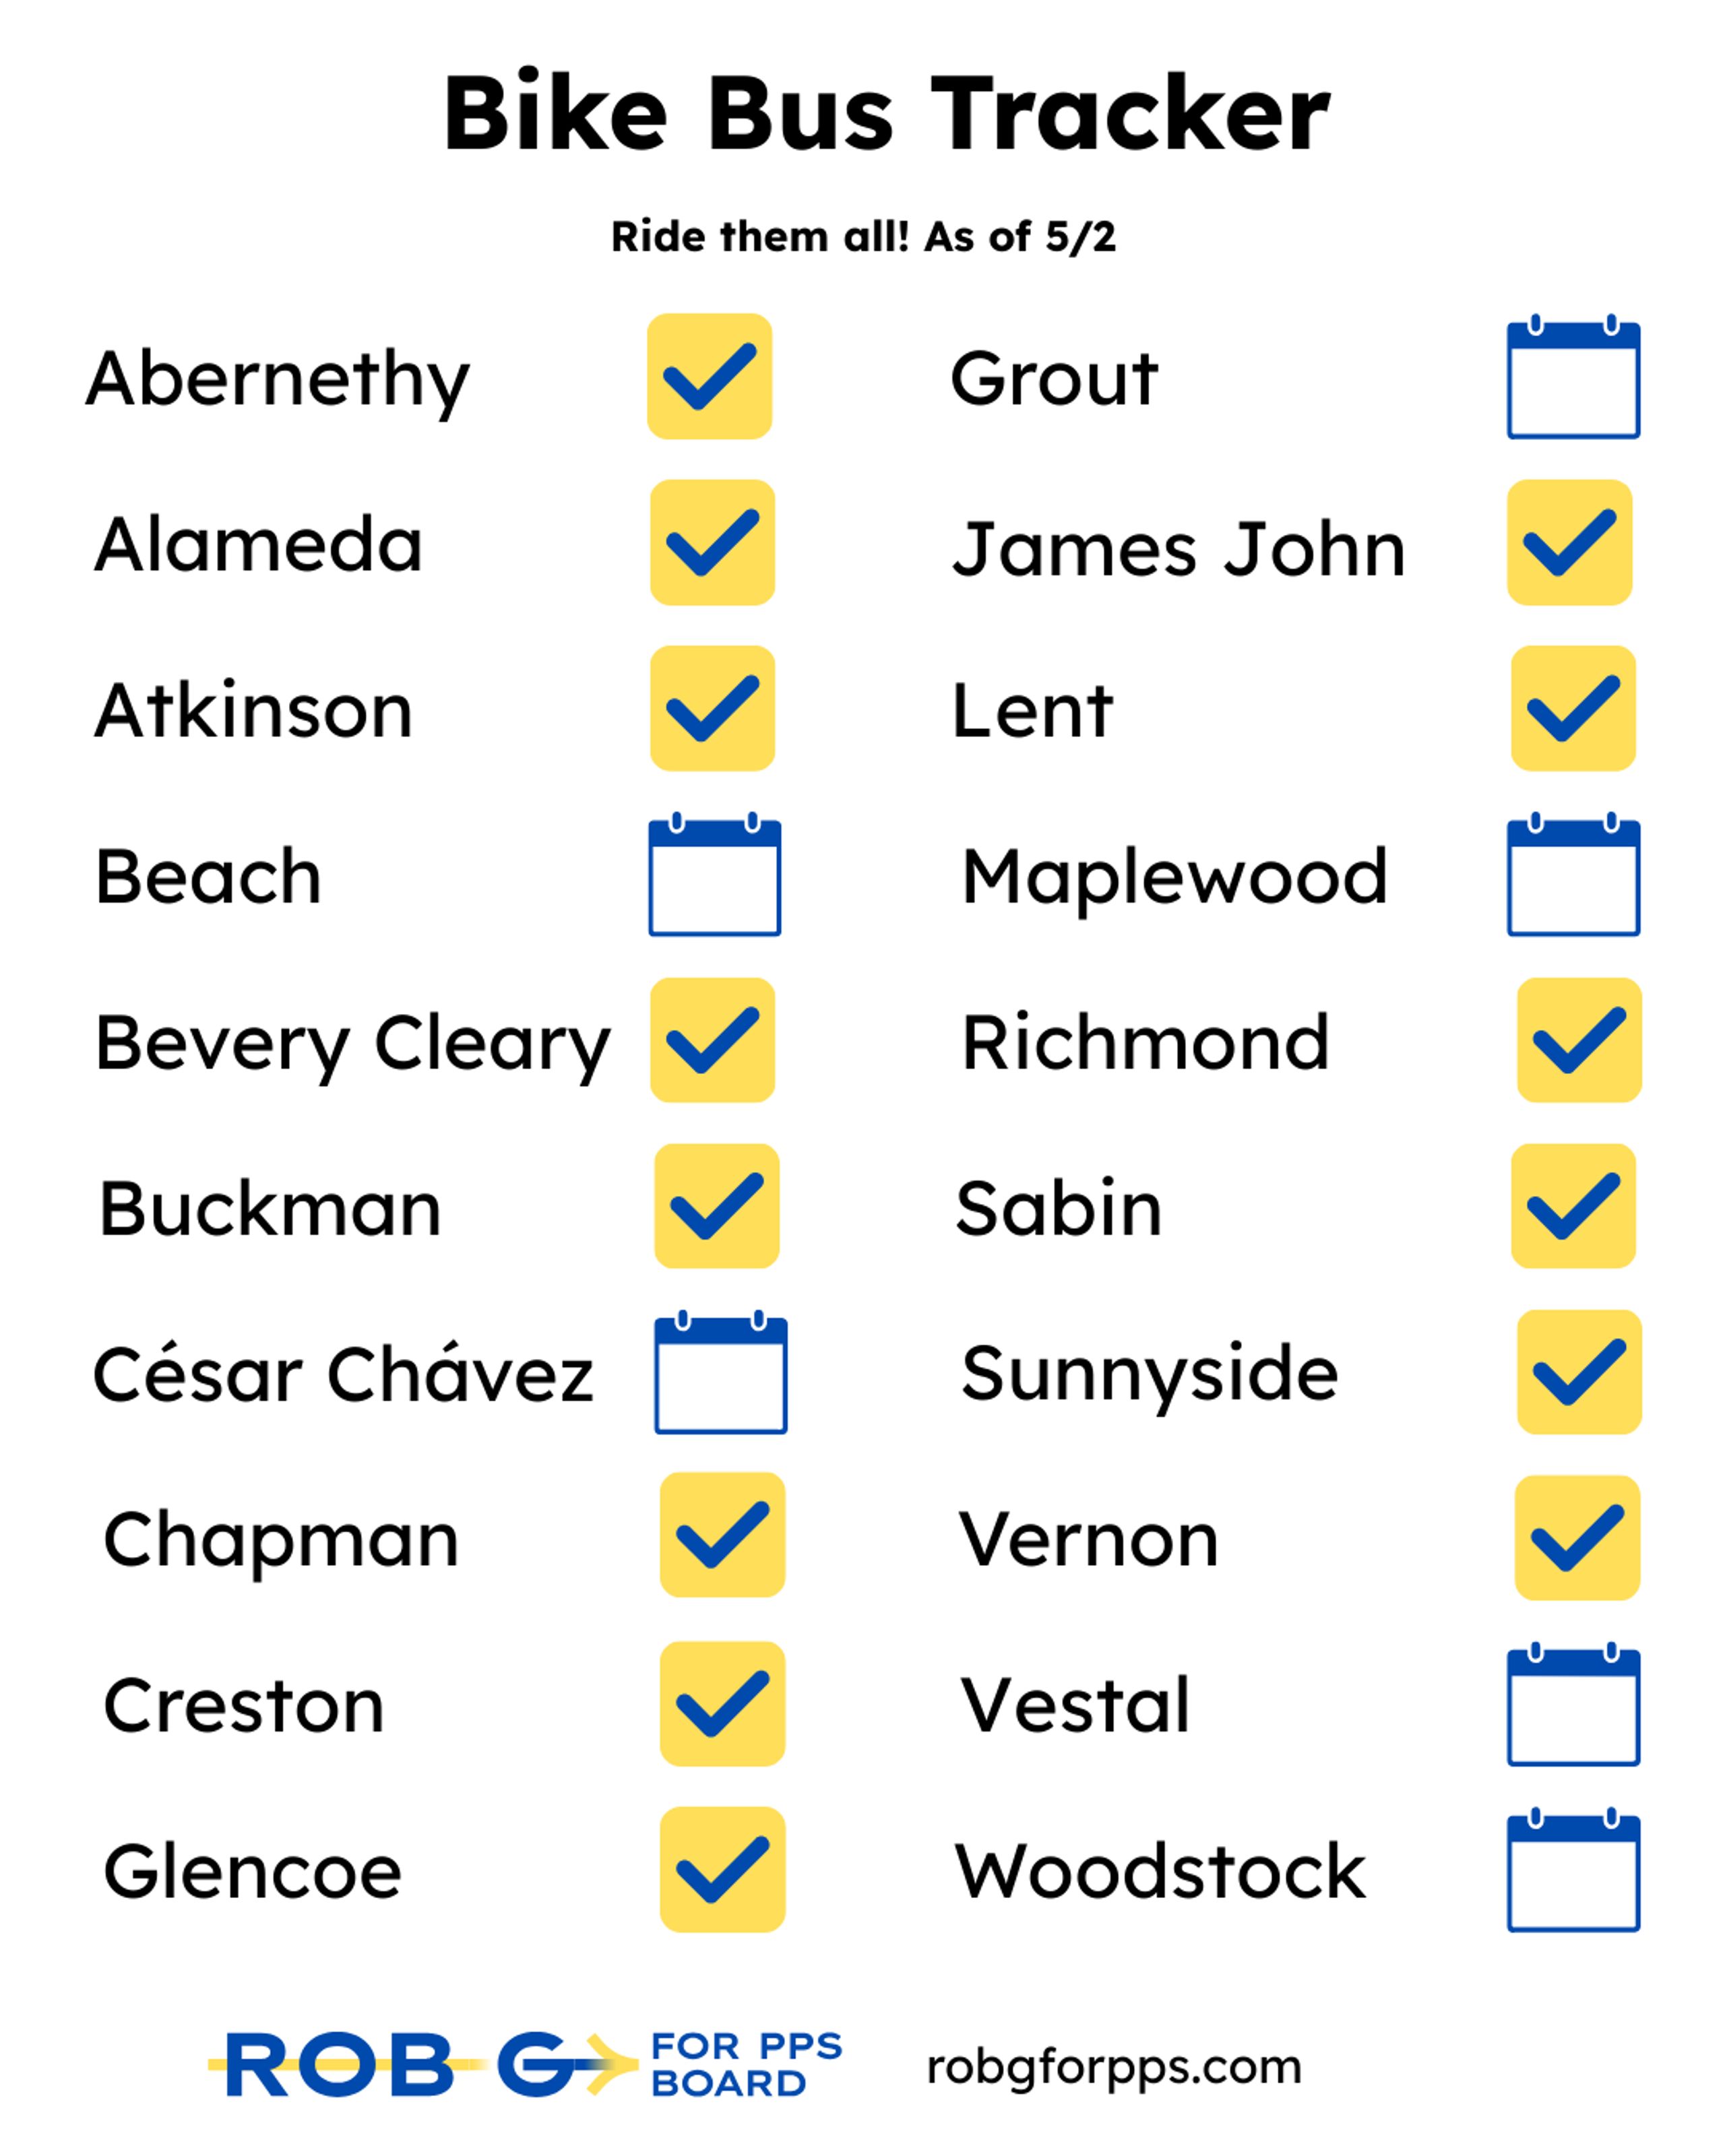 Bike Bus Tracker
Ride them all! As of 5/2
Abernethy
Alameda
Atkinson
Beach
Bevery Cleary
Buckman
César Chávez
Chapman
Creston
Glencoe
Grout
James John
Lent
Maplewood
Richmond
Sabin
Sunnyside
Vernon
Vestal
Woodstock
ROB G
FOR PPS
BOARD
robgforpps.com